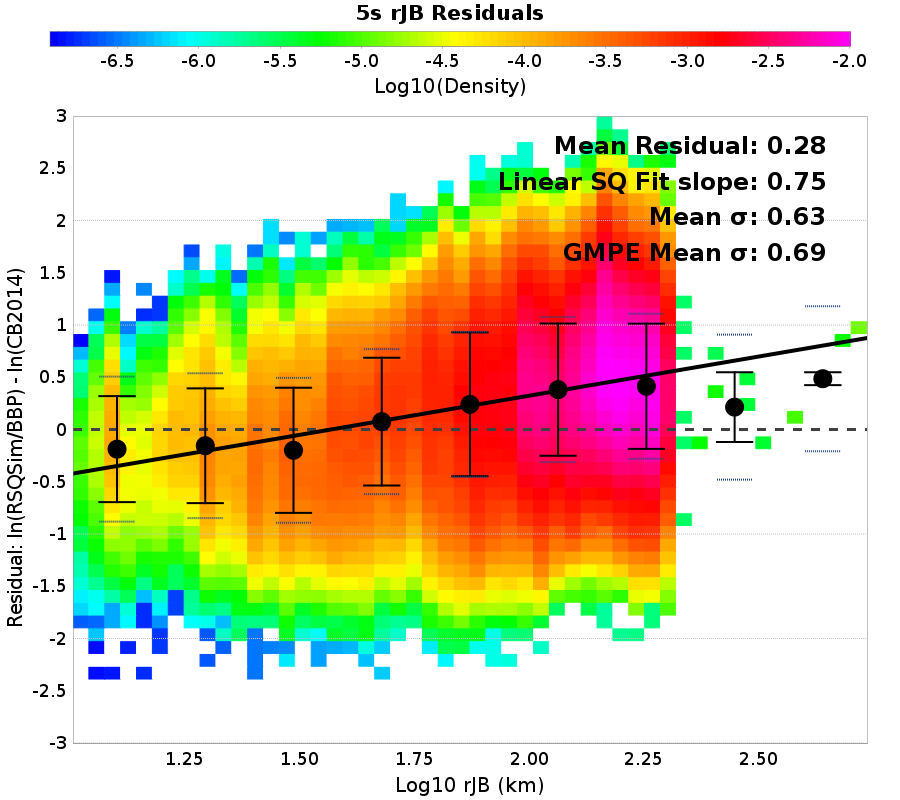 5s rJB Residuals
-6.5 -6.0 -5.5 -5.0 -4.5 -4.0 -3.5 -3.0 -2.5 -2.0
Log10(Density)
Mean Residual: 0.28
Linear SQ Fit slope: 0.75
Mean σ: 0.63
GMPE Mean σ: 0.69
Residual: ln(RSQSim/BBP) - ln(CB2014)
3
2.5
2
1.5
1
0.5
0
-0.5
-1
-1.5
-2
-2.5
-3
1.25 1.50 1.75 2.00 2.25 2.50
Log10 rJB (km)